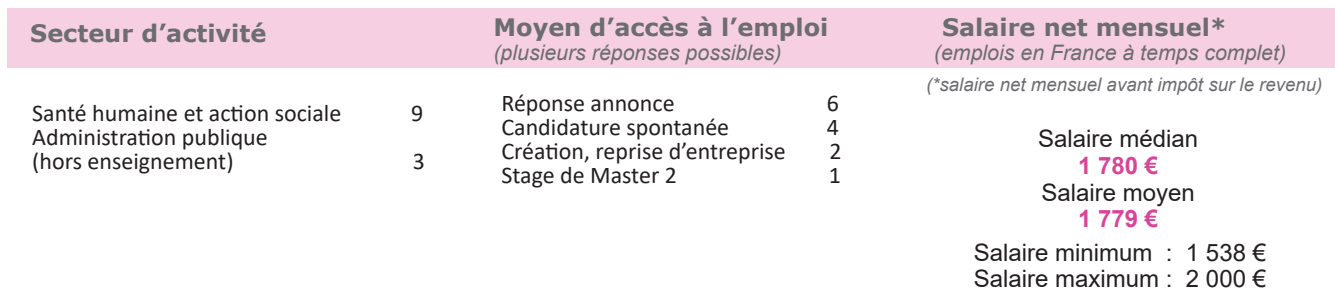 Secteur d’activité
Santé humaine et action sociale 9
Administration publique
(hors enseignement) 3
Moyen d’accès à l’emploi
(plusieurs réponses possibles)
Réponse annonce 6
Candidature spontanée 4
Création, reprise d’entreprise 2
Stage de Master 2 1
Salaire net mensuel*
(emplois en France à temps complet)
(*salaire net mensuel avant impôt sur le revenu)
Salaire médian
1 780 €
Salaire moyen
1 779 €
Salaire minimum : 1 538 €
Salaire maximum : 2 000 €